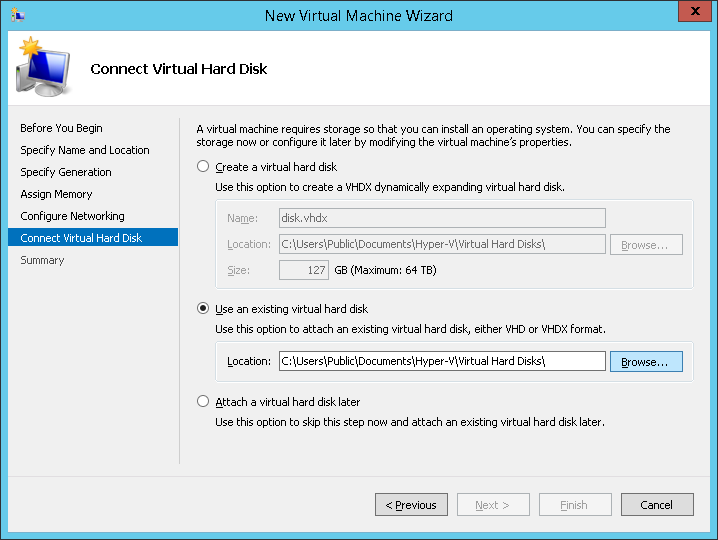 New Virtual Machine Wizard
x
Connect Virtual Hard Disk
Before You Begin
Specify Name and Location
Specify Generation
Assign Memory
Configure Networking
Connect Virtual Hard Disk
Summary
A virtual machine requires storage so that you can install an operating system. You can specify the
storage now or configure it later by modifying the virtual machine's properties.
Create a virtual hard disk
Use this option to create a VHDX dynamically expanding virtual hard disk.
Name: disk.vhdx
Location: C:\Users\Public\Documents\Hyper-V\Virtual Hard Disks\ Browse...
Size: 127 GB (Maximum: 64 TB)
Use an existing virtual hard disk
Use this option to attach an existing virtual hard disk, either VHD or VHDX format.
Location: C:\Users\Public\Documents\Hyper-V\Virtual Hard Disks\ Browse...
Attach a virtual hard disk later
Use this option to skip this step now and attach an existing virtual hard disk later.
< Previous Next > Finish Cancel